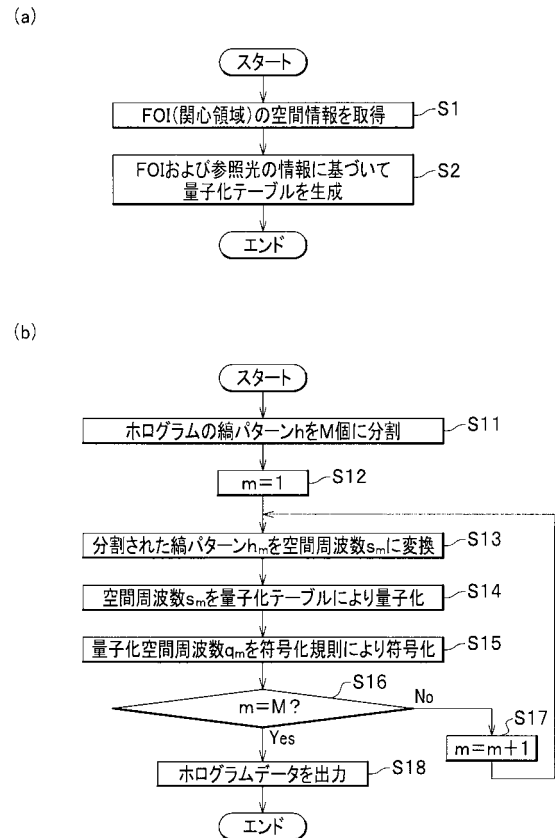 (a)
スタート
FOI(関心領域)の空間情報を取得
S1
FOIおよび参照光の情報に基づいて
量子化テーブルを生成
S2
エンド
(b)
スタート
ホログラムの縞パターンhをM個に分割
S11
m=1
S12
分割された縞パターンhmを空間周波数smに変換
S13
空間周波数smを量子化テーブルにより量子化
S14
量子化空間周波数qmを符号化規則により符号化
S15
m=M?
S16
No
Yes
S17
m=m+1
ホログラムデータを出力
S18
エンド